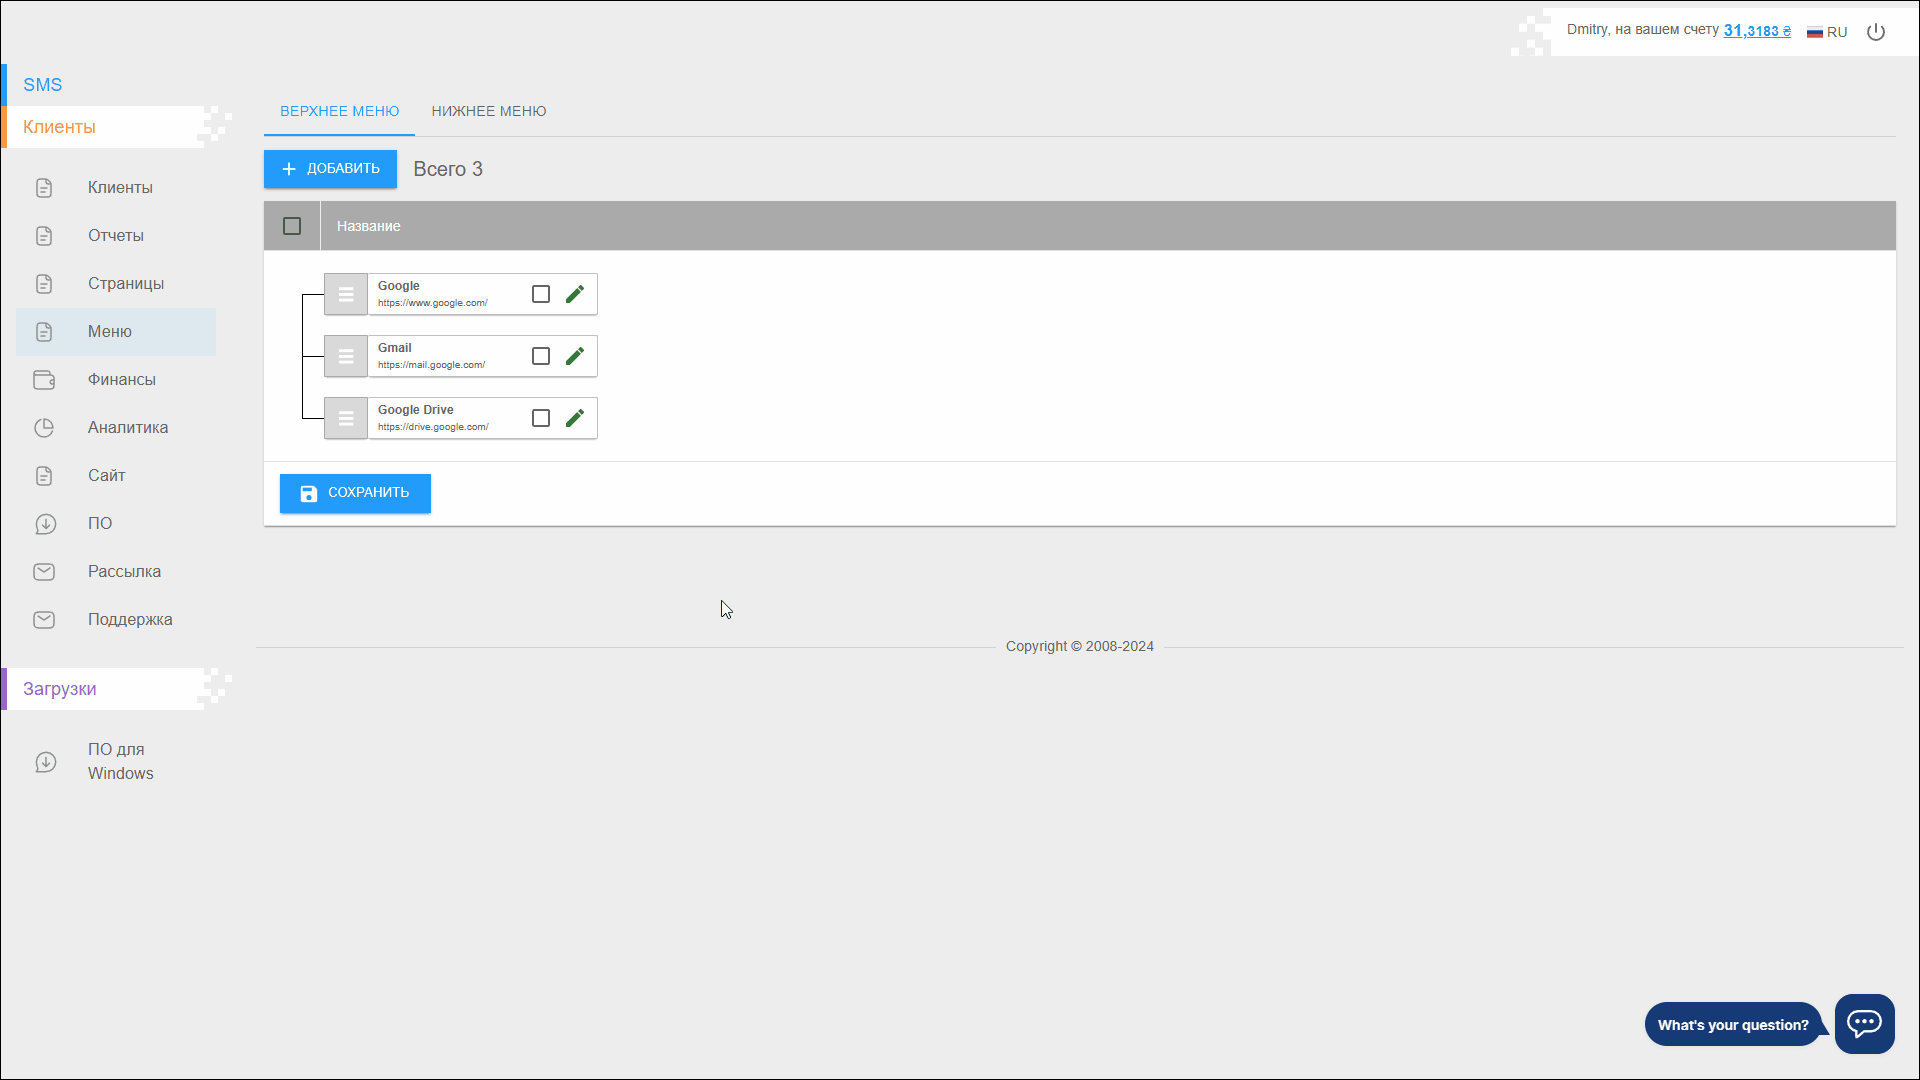 Dmitry, на вашем счету 31,3183 ₴ RU
SMS
Клиенты
Клиенты
Отчеты
Страницы
Меню
Финансы
Аналитика
Сайт
ПО
Рассылка
Поддержка
Загрузки
ПО для
Windows
ВЕРХНЕЕ МЕНЮ НИЖНЕЕ МЕНЮ
ДОБАВИТЬ Всего 3
Название
Google
https://www.google.com/
Gmail
https://mail.google.com/
Google Drive
https://drive.google.com/
СОХРАНИТЬ
Copyright © 2008-2024
What's your question?